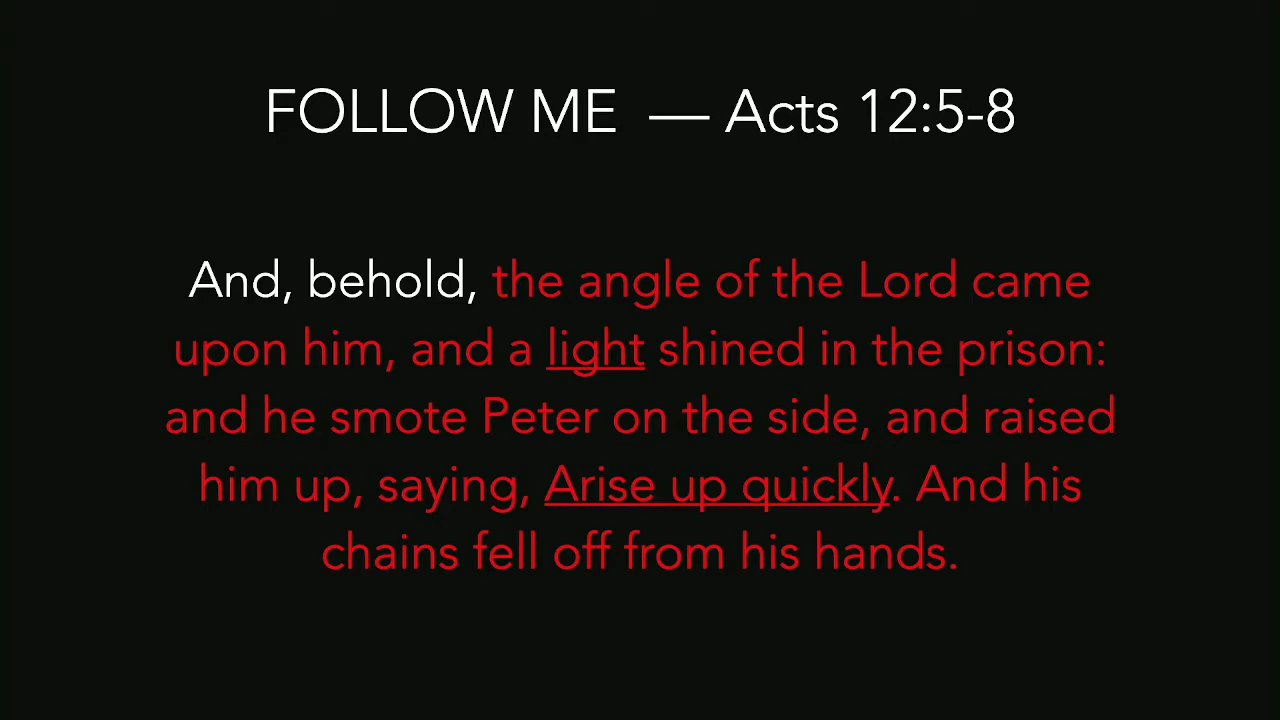 FOLLOW ME — Acts 12:5-8
And, behold, the angle of the Lord came
upon him, and a light shined in the prison:
and he smote Peter on the side, and raised
him up, saying, Arise up quickly. And his
chains fell off from his hands.